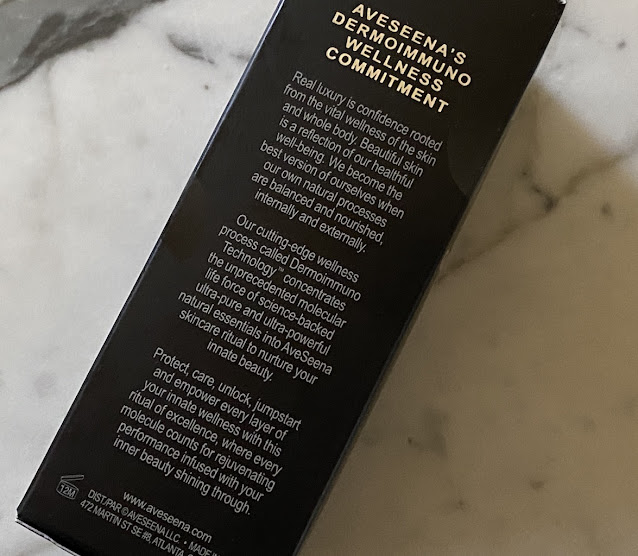 AVESEENA'S
DERMOIMMUNO
WELLNESS
COMMITMENT
Real luxury is confidence rooted
from the vital wellness of the skin
and whole body. Beautiful skin
is a reflection of our healthful
well-being. We become the
best version of ourselves when
our own natural processes
are balanced and nourished,
internally and externally.
Our cutting-edge wellness
process called Dermoimmuno
Technology™ concentrates
the unprecedented molecular
life force of science-backed
ultra-pure and ultra-powerful
natural essentials into AveSeena
skincare ritual to nurture your
innate beauty.
Protect, care, unlock, jumpstart
and empower every layer of
your innate wellness with this
ritual of excellence, where every
molecule counts for rejuvenating
performance infused with your
inner beauty shining through.
12M
www.aveseena.com
DIST/PAR © AVESEENA LLC. • MADE IN
472 MARTIN ST SE #B, ATLANTA,